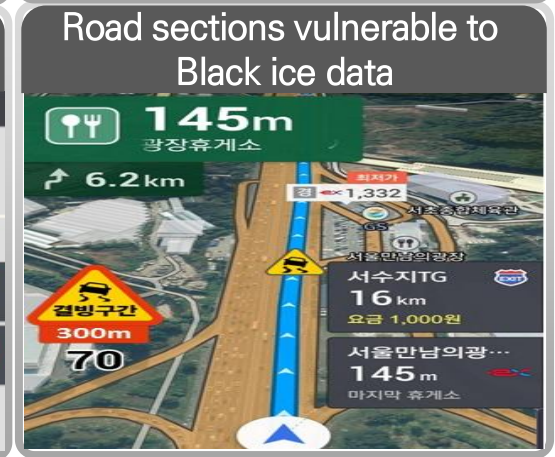 Road sections vulnerable to
Black ice data
145m
광장휴게소
6.2km
최저가
경 ex 1,332
서초종합체육관
GS
서울만남의광장
서수지TG
EXIT
16km
요금 1,000원
결빙구간
300m
70
서울만남의광…
145m
ex
마지막 휴게소